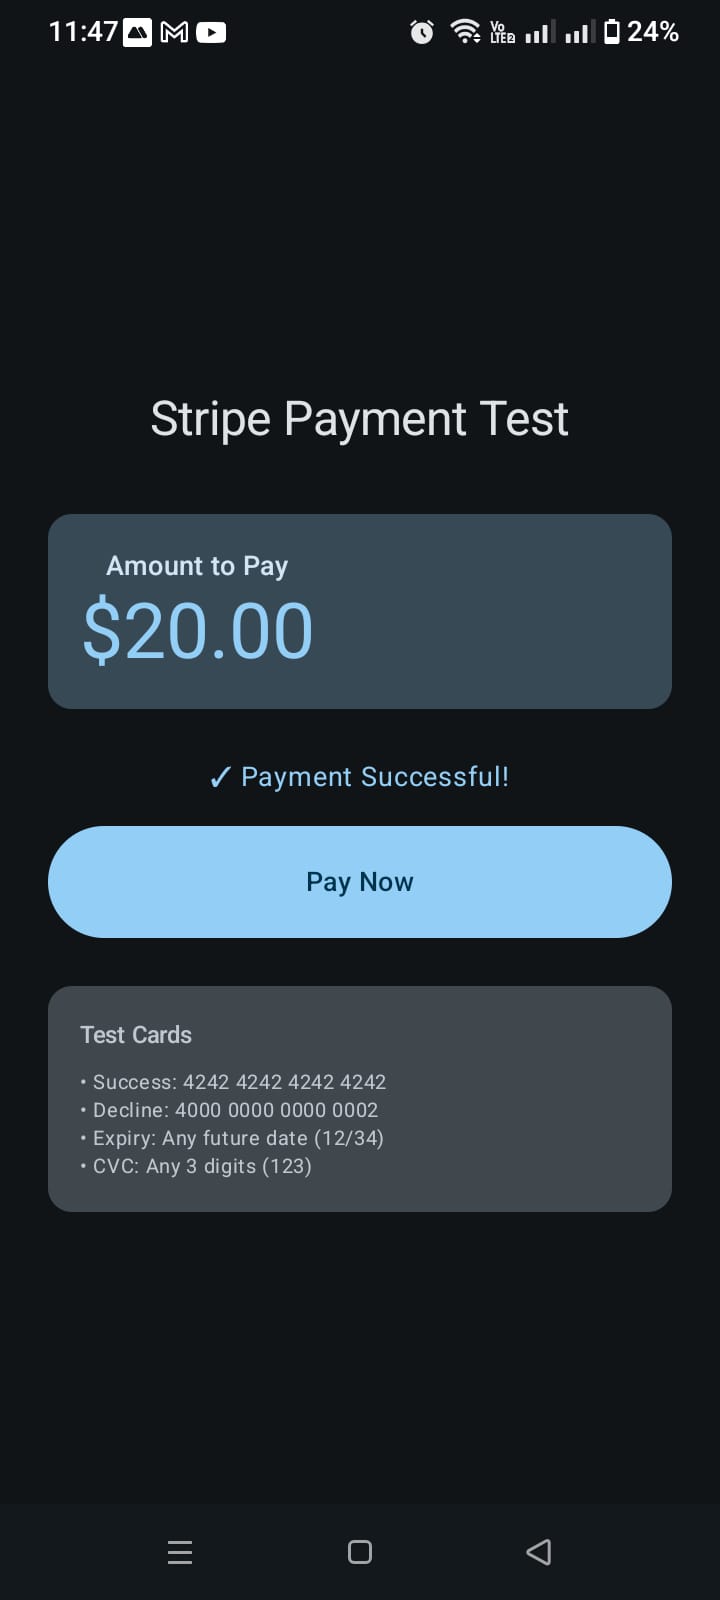 11:47
Vo
LTE2
24%
Stripe Payment Test
Amount to Pay
$20.00
✓ Payment Successful!
Pay Now
Test Cards
• Success: 4242 4242 4242 4242
• Decline: 4000 0000 0000 0002
• Expiry: Any future date (12/34)
• CVC: Any 3 digits (123)